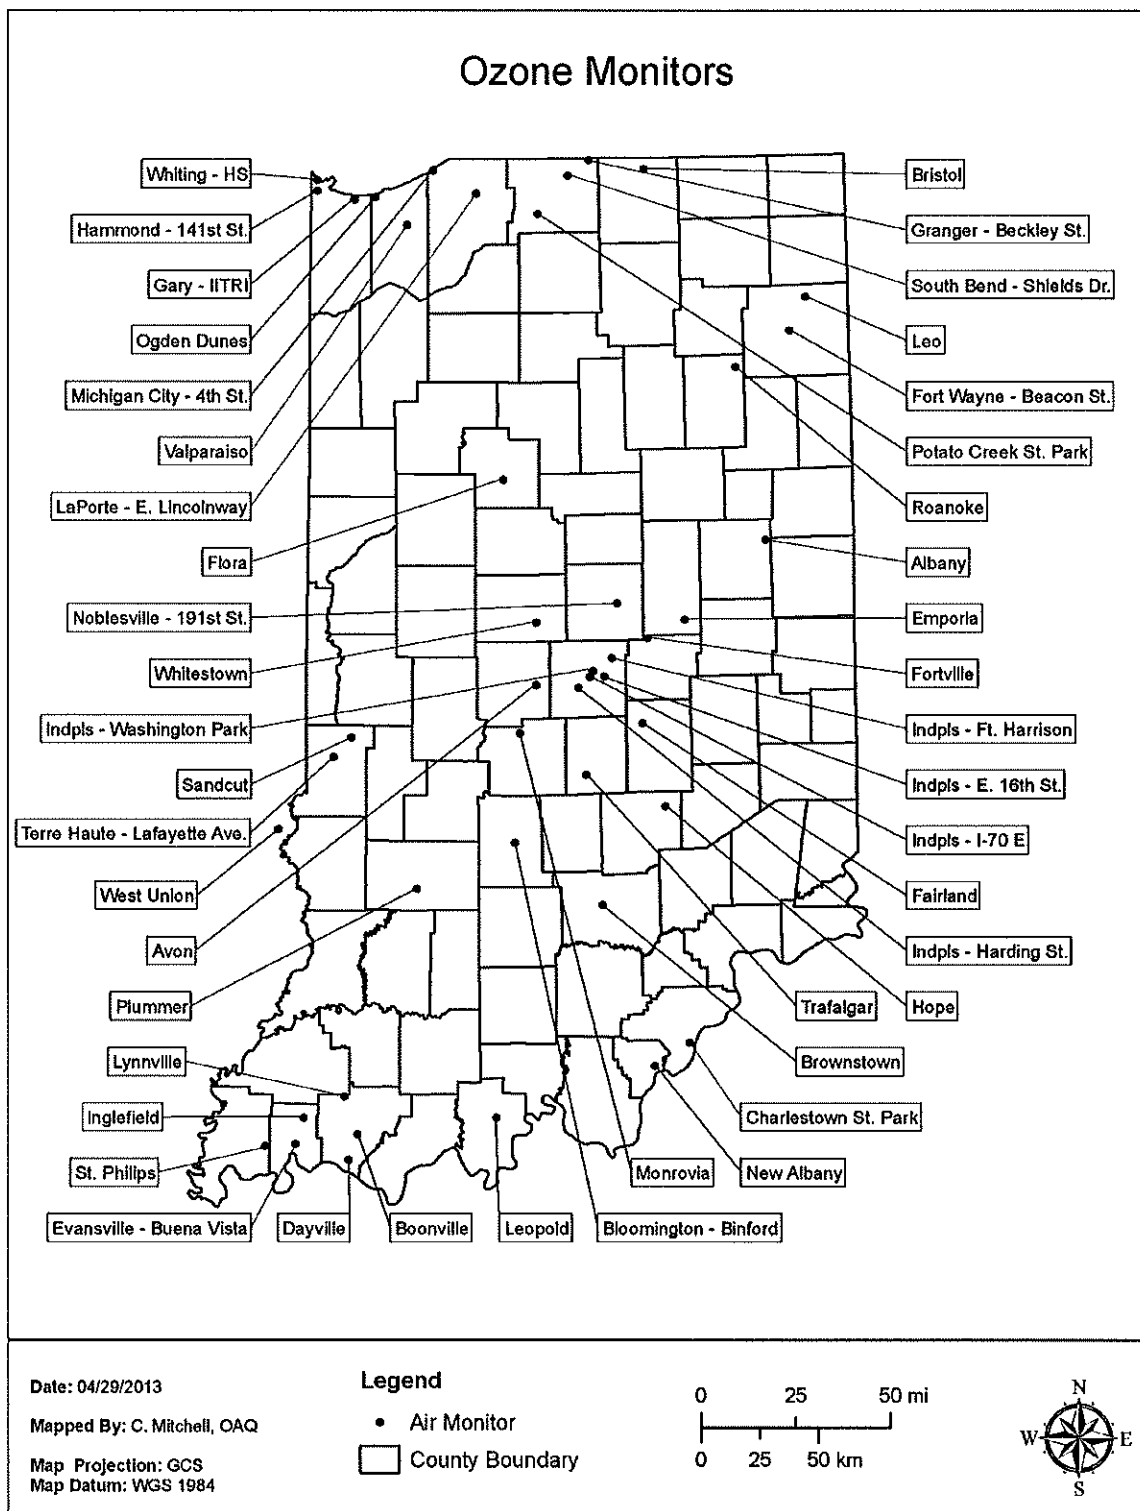 Ozone Monitors
Whiting - HS
Hammond - 141st St.
Gary - IITRI
Ogden Dunes
Michigan City - 4th St.
Valparaiso
LaPorte - E. Lincolnway
Flora
Noblesville - 191st St.
Whitestown
Indpls - Washington Park
Sandcut
Terre Haute - Lafayette Ave.
West Union
Avon
Plummer
Lynnville
Inglefield
St. Philips
Evansville - Buena Vista
Dayville
Boonville
Leopold
Bloomington - Binford
Bristol
Granger - Beckley St.
South Bend - Shields Dr.
Leo
Fort Wayne - Beacon St.
Potato Creek St. Park
Roanoke
Albany
Emporia
Fortville
Indpls - Ft. Harrison
Indpls - E. 16th St.
Indpls - I-70 E
Fairland
Indpls - Harding St.
Trafalgar
Hope
Brownstown
Charlestown St. Park
Monrovia
New Albany
Date: 04/29/2013
Mapped By: C. Mitchell, OAQ
Map Projection: GCS
Map Datum: WGS 1984
Legend
Air Monitor
County Boundary
0 25 50 mi
0 25 50 km
N
W E
S